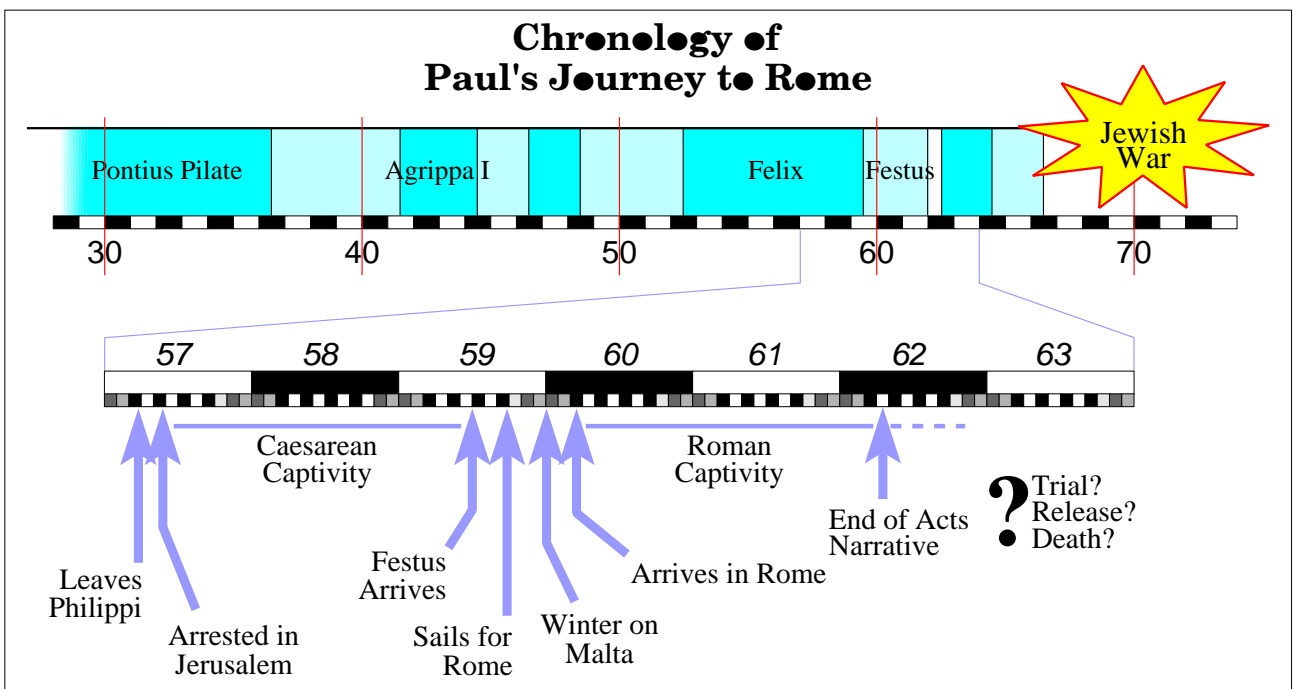 Chronology of
Paul's Journey to Rome
Jewish
War
Pontius Pilate
Agrippa I
Felix
Festus
30
40
50
60
70
57
58
59
60
61
62
63
Caesarean
Captivity
Roman
Captivity
Leaves
Philippi
Arrested in
Jerusalem
Festus
Arrives
Sails for
Rome
Winter on
Malta
Arrives in Rome
End of Acts
Narrative
?
Trial?
Release?
Death?